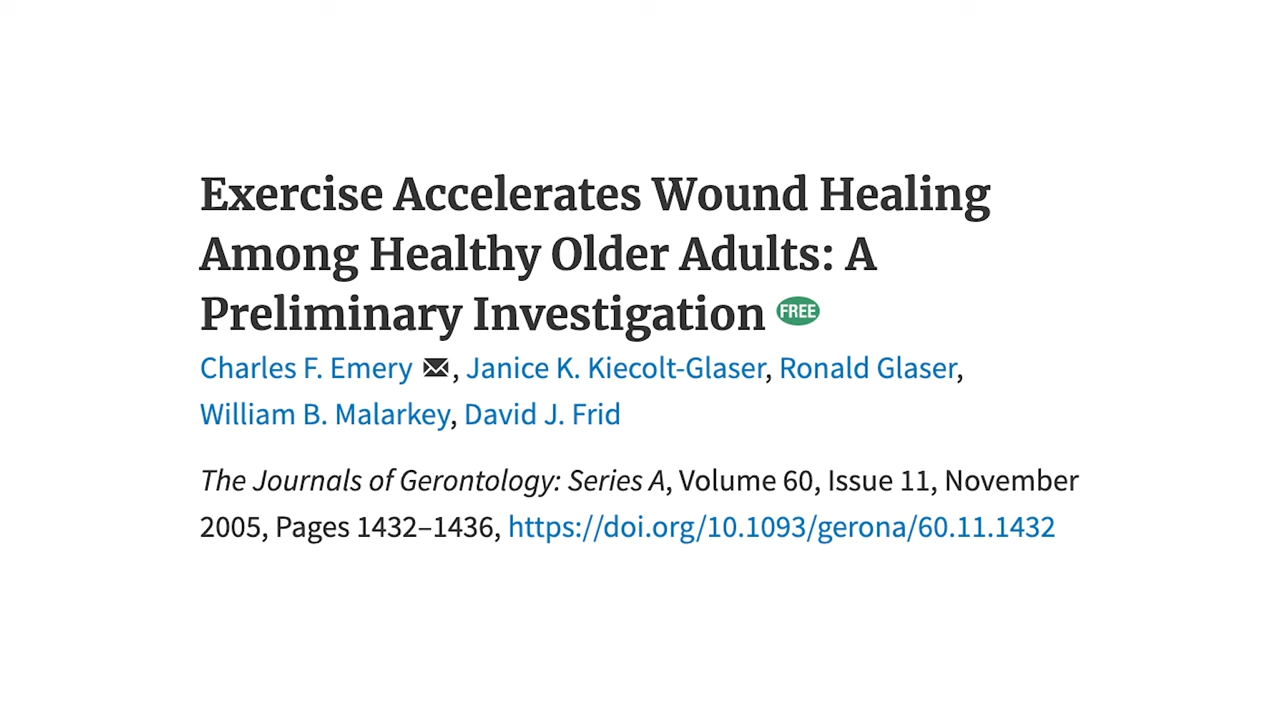 Exercise Accelerates Wound Healing
Among Healthy Older Adults: A
Preliminary Investigation FREE
Charles F. Emery, Janice K. Kiecolt-Glaser, Ronald Glaser,
William B. Malarkey, David J. Frid
The Journals of Gerontology: Series A, Volume 60, Issue 11, November
2005, Pages 1432–1436, https://doi.org/10.1093/gerona/60.11.1432